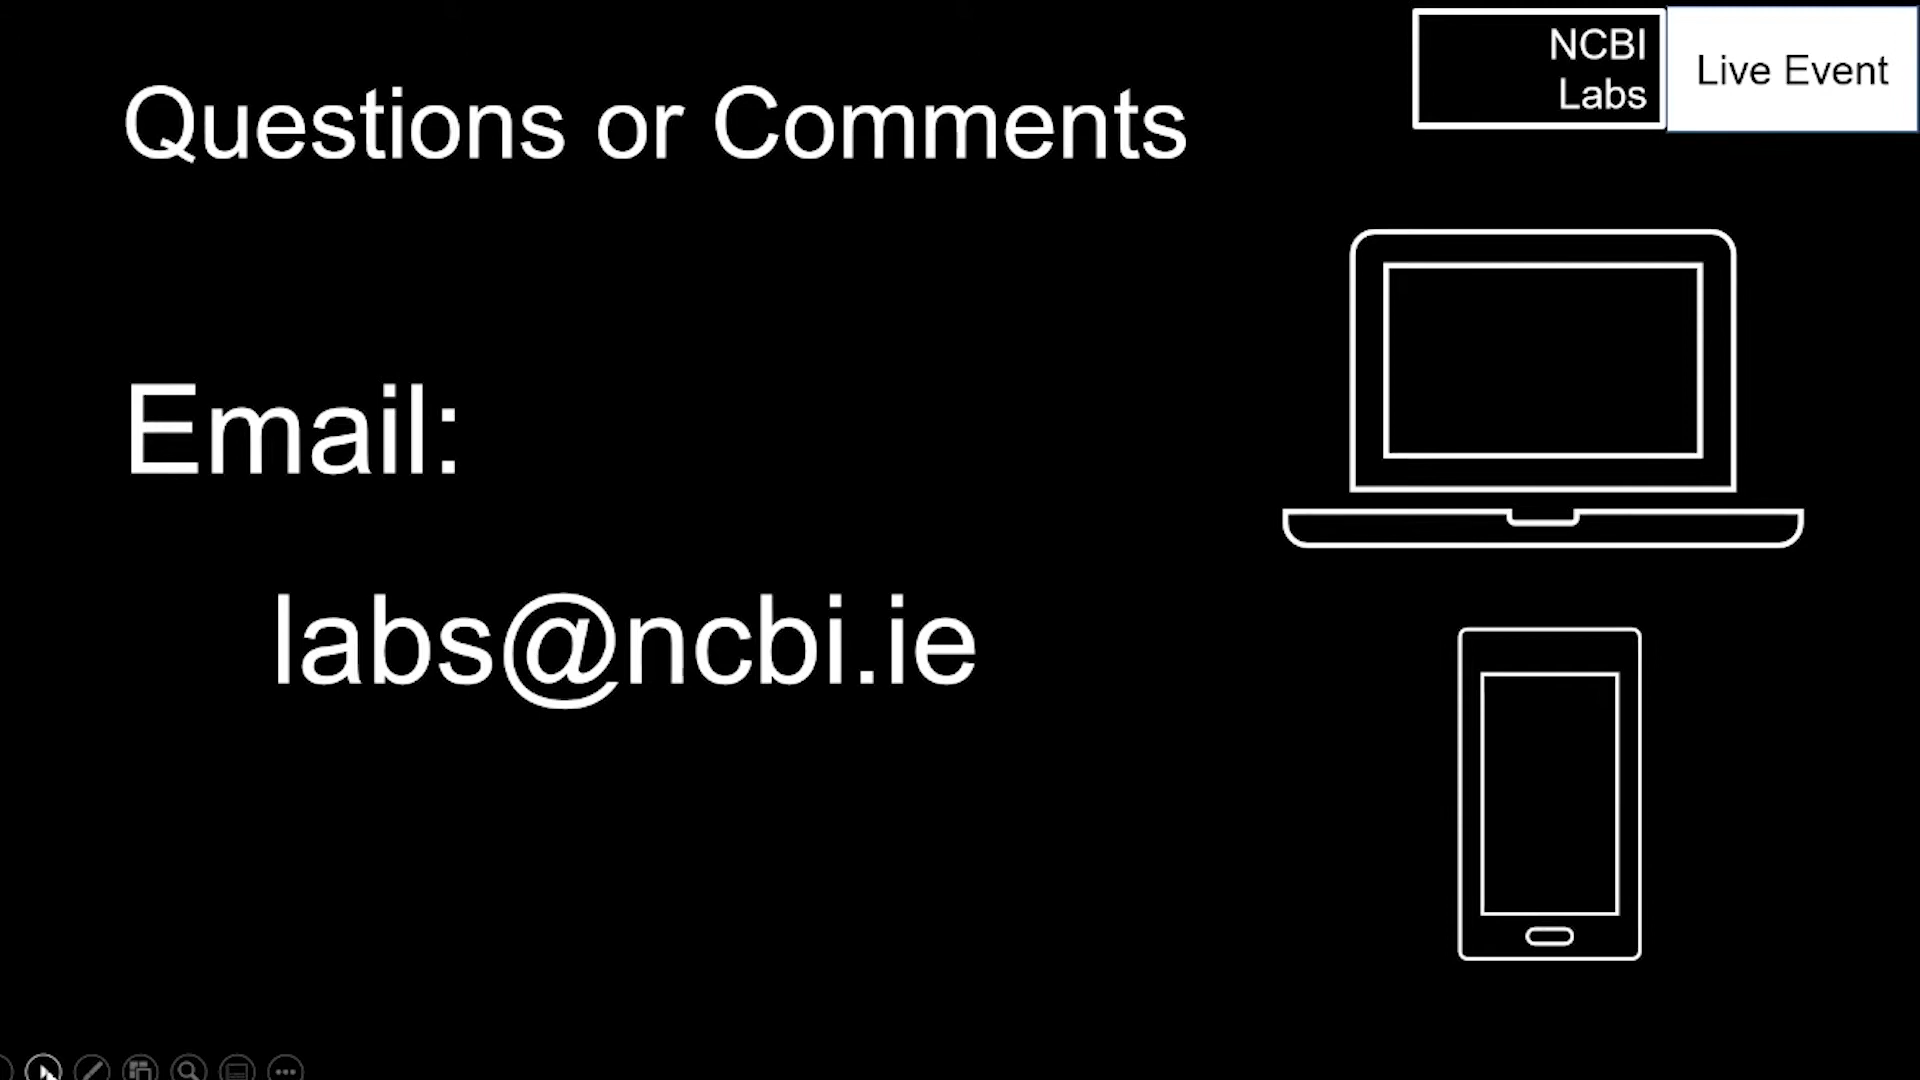 NCBI
Labs
Live Event
Questions or Comments
Email:
labs@ncbi.ie